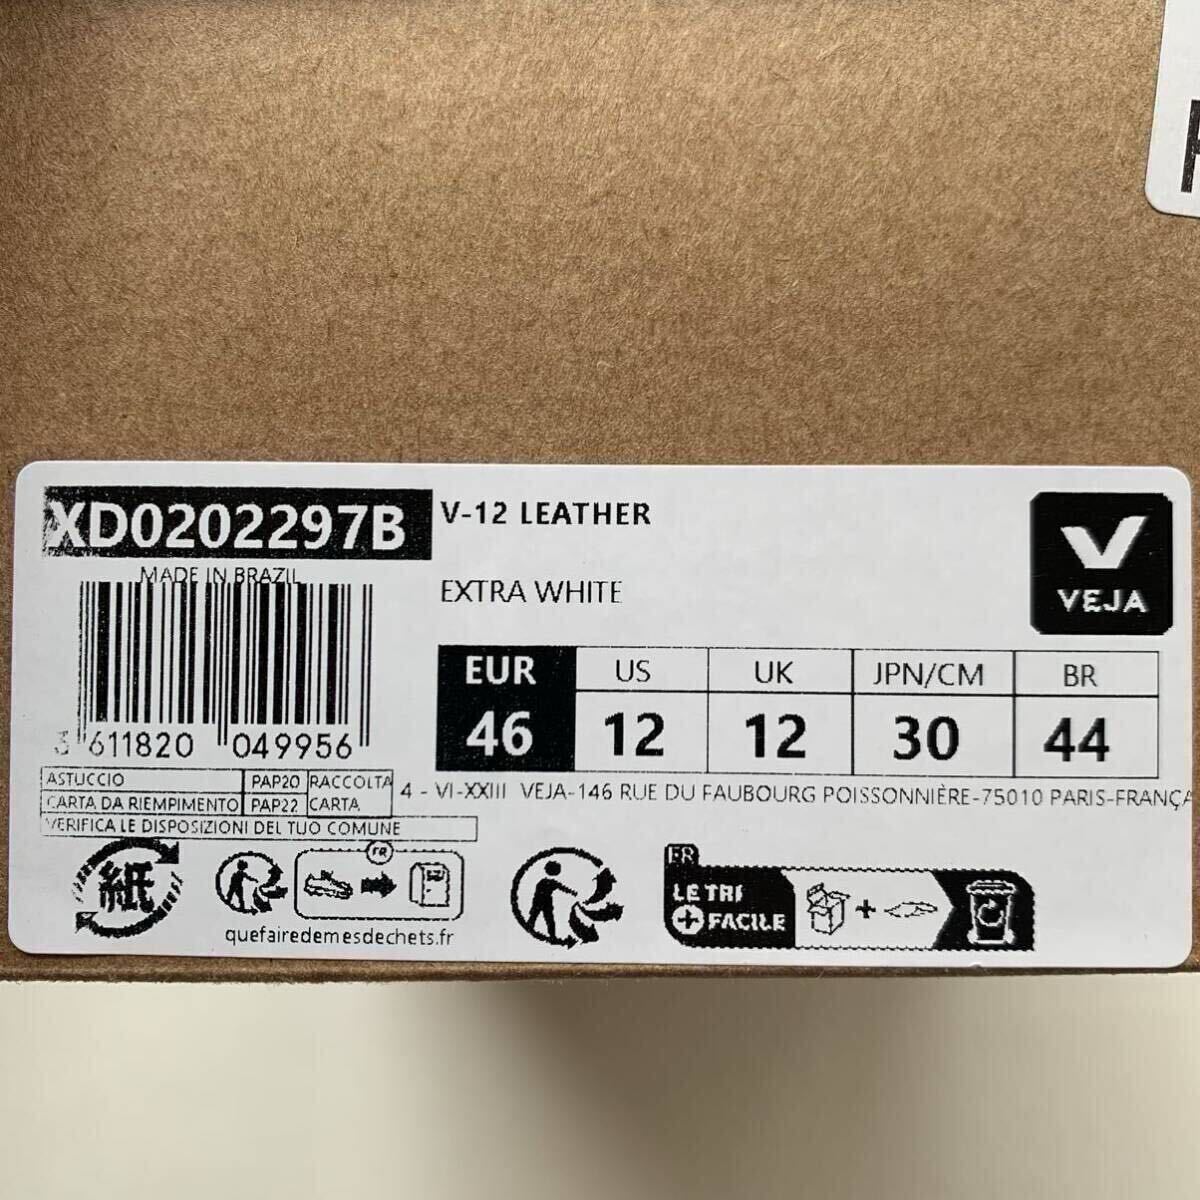 XD0202297B
V-12 LEATHER
MADE IN BRAZIL
EXTRA WHITE
VEJA
EUR US UK JPN/CM BR
46 12 12 30 44
3 611820 049956
ASTUCCIO PAP20 RACCOLTA
CARTA DA RIEMPIMENTO PAP22 CARTA
VERIFICA LE DISPOSIZIONI DEL TUO COMUNE
4 - VI-XXIII VEJA-146 RUE DU FAUBOURG POISSONNIÈRE-75010 PARIS-FRANÇA
紙
FR
quefairedemesdechets.fr
FR
LE TRI
+ FACILE